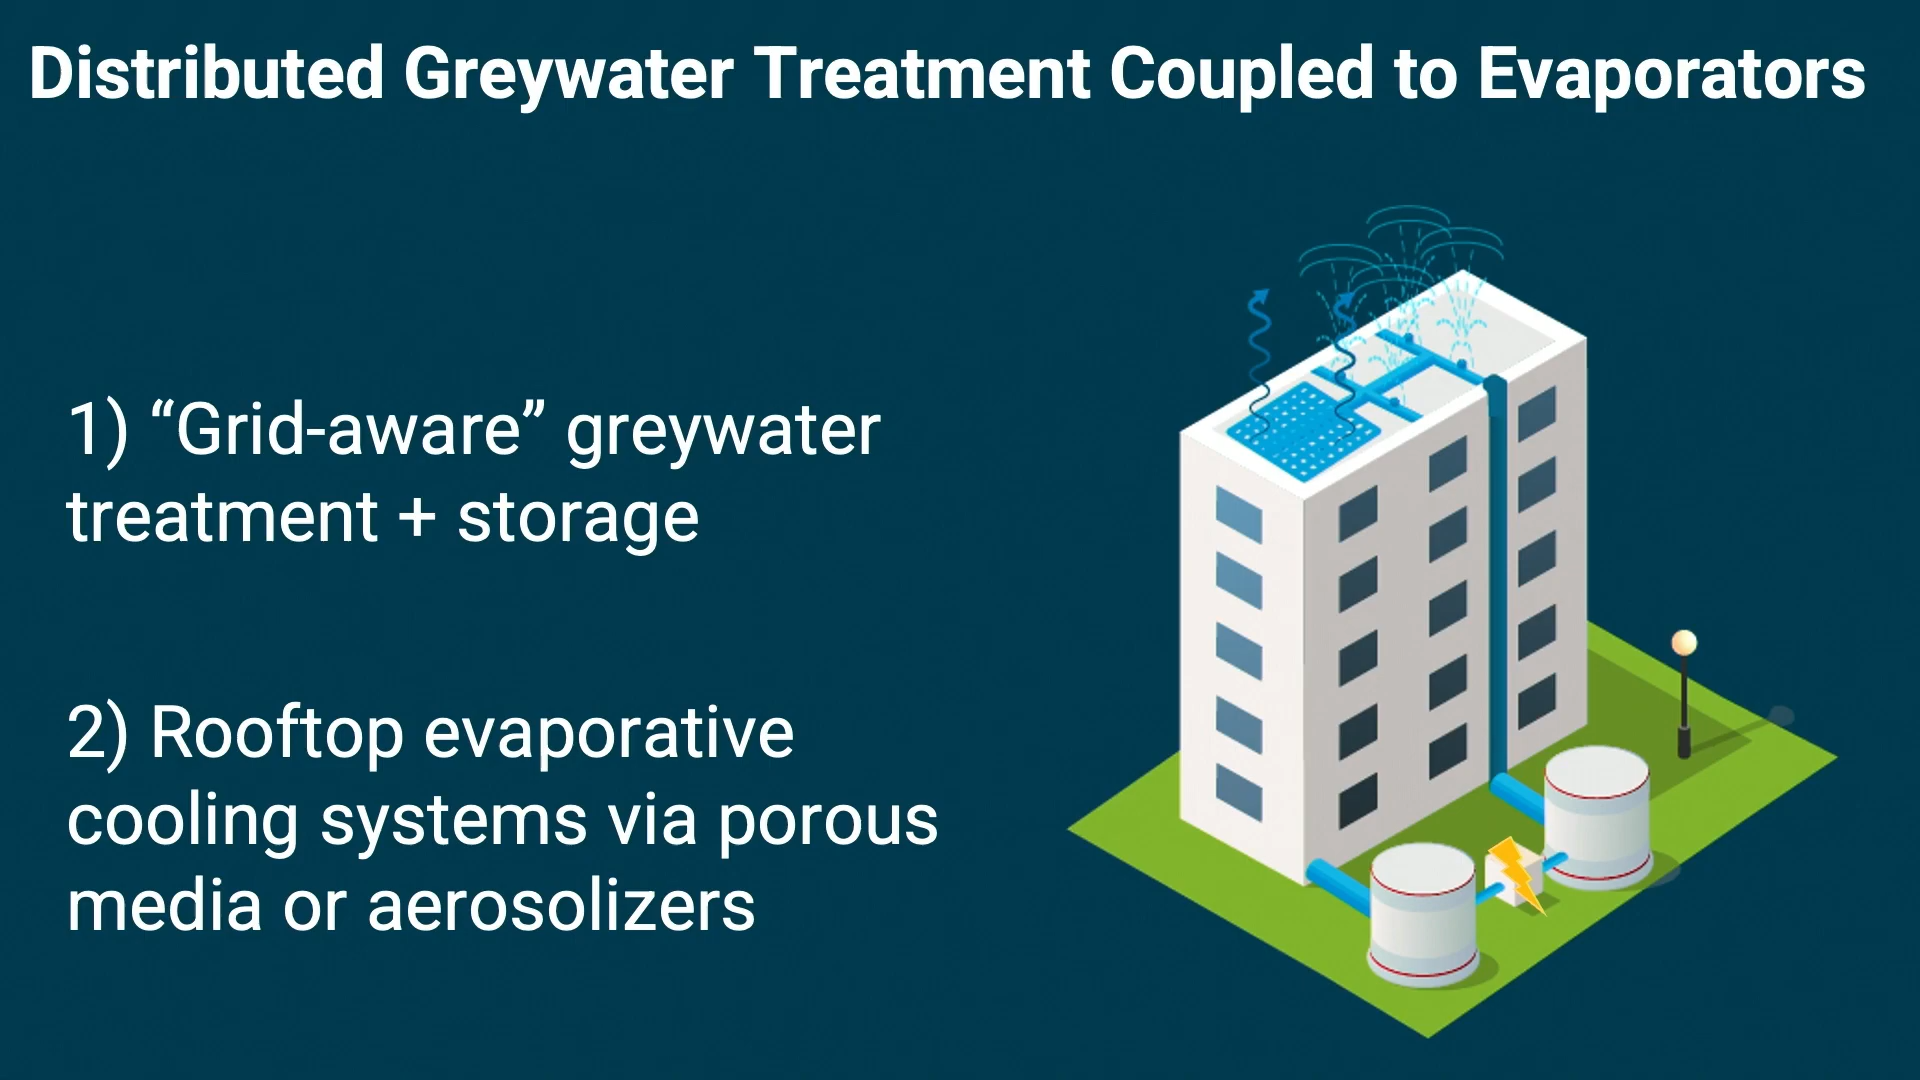 Distributed Greywater Treatment Coupled to Evaporators
1) “Grid-aware” greywater
treatment + storage
2) Rooftop evaporative
cooling systems via porous
media or aerosolizers